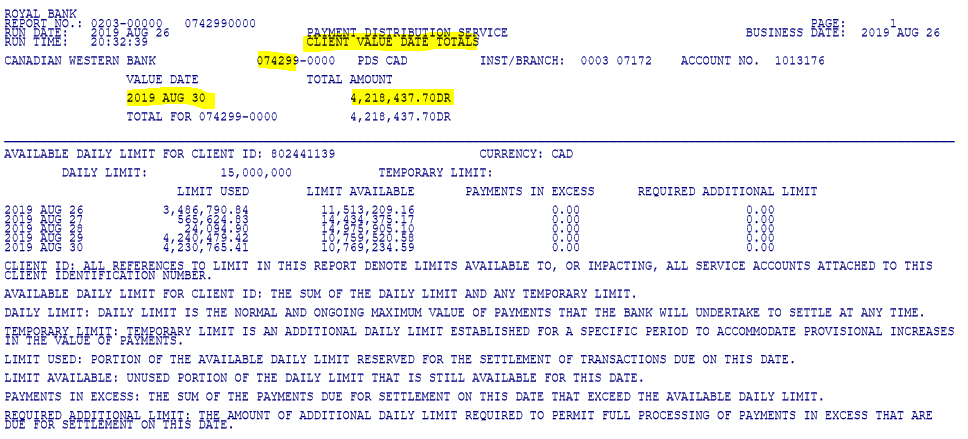 ROYAL BANK
REPORT NO.: 0203-00000 0742990000 PAGE: 1
RUN DATE: 2019 AUG 26 PAYMENT DISTRIBUTION SERVICE BUSINESS DATE: 2019 AUG 26
RUN TIME: 20:32:39 CLIENT VALUE DATE TOTALS
CANADIAN WESTERN BANK 074299-0000 PDS CAD INST/BRANCH: 0003 07172 ACCOUNT NO. 1013176
VALUE DATE TOTAL AMOUNT
2019 AUG 30 4,218,437.70DR
TOTAL FOR 074299-0000 4,218,437.70DR
AVAILABLE DAILY LIMIT FOR CLIENT ID: 802441139 CURRENCY: CAD
DAILY LIMIT: 15,000,000 TEMPORARY LIMIT:
LIMIT USED LIMIT AVAILABLE PAYMENTS IN EXCESS REQUIRED ADDITIONAL LIMIT
2019 AUG 26 3,486,790.84 11,513,209.16 0.00 0.00
2019 AUG 27 565,624.83 14,434,375.17 0.00 0.00
2019 AUG 28 24,094.90 14,975,905.10 0.00 0.00
2019 AUG 29 4,240,479.42 10,759,520.58 0.00 0.00
2019 AUG 30 4,230,765.41 10,769,234.59 0.00 0.00
CLIENT ID: ALL REFERENCES TO LIMIT IN THIS REPORT DENOTE LIMITS AVAILABLE TO, OR IMPACTING, ALL SERVICE ACCOUNTS ATTACHED TO THIS
CLIENT IDENTIFICATION NUMBER.
AVAILABLE DAILY LIMIT FOR CLIENT ID: THE SUM OF THE DAILY LIMIT AND ANY TEMPORARY LIMIT.
DAILY LIMIT: DAILY LIMIT IS THE NORMAL AND ONGOING MAXIMUM VALUE OF PAYMENTS THAT THE BANK WILL UNDERTAKE TO SETTLE AT ANY TIME.
TEMPORARY LIMIT: TEMPORARY LIMIT IS AN ADDITIONAL DAILY LIMIT ESTABLISHED FOR A SPECIFIC PERIOD TO ACCOMMODATE PROVISIONAL INCREASES
IN THE VALUE OF PAYMENTS.
LIMIT USED: PORTION OF THE AVAILABLE DAILY LIMIT RESERVED FOR THE SETTLEMENT OF TRANSACTIONS DUE ON THIS DATE.
LIMIT AVAILABLE: UNUSED PORTION OF THE DAILY LIMIT THAT IS STILL AVAILABLE FOR THIS DATE.
PAYMENTS IN EXCESS: THE SUM OF THE PAYMENTS DUE FOR SETTLEMENT ON THIS DATE THAT EXCEED THE AVAILABLE DAILY LIMIT.
REQUIRED ADDITIONAL LIMIT: THE AMOUNT OF ADDITIONAL DAILY LIMIT REQUIRED TO PERMIT FULL PROCESSING OF PAYMENTS IN EXCESS THAT ARE
DUE FOR SETTLEMENT ON THIS DATE.